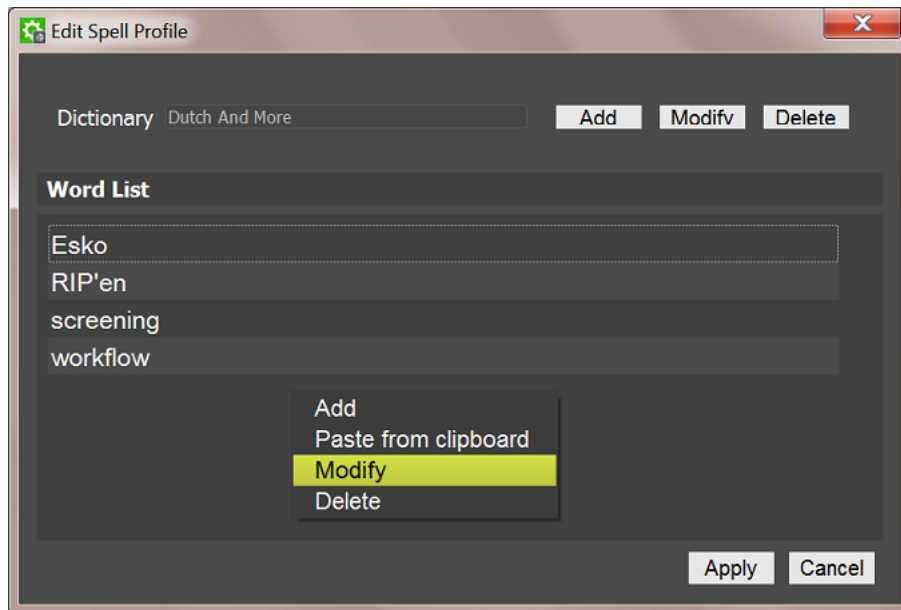 Edit Spell Profile
Dictionary Dutch And More Add Modify Delete
Word List
Esko
RIP'en
screening
workflow
Add
Paste from clipboard
Modify
Delete
Apply Cancel